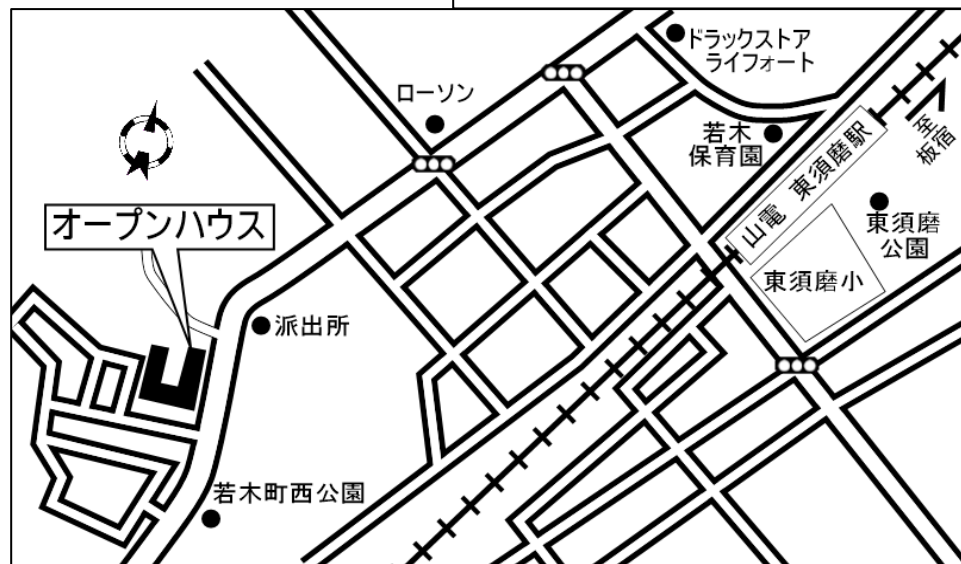 ドラックストア
ライフォート
ローソン
若木
保育園
至
板宿
山電 東須磨駅
東須磨
公園
オープンハウス
東須磨小
派出所
若木町西公園